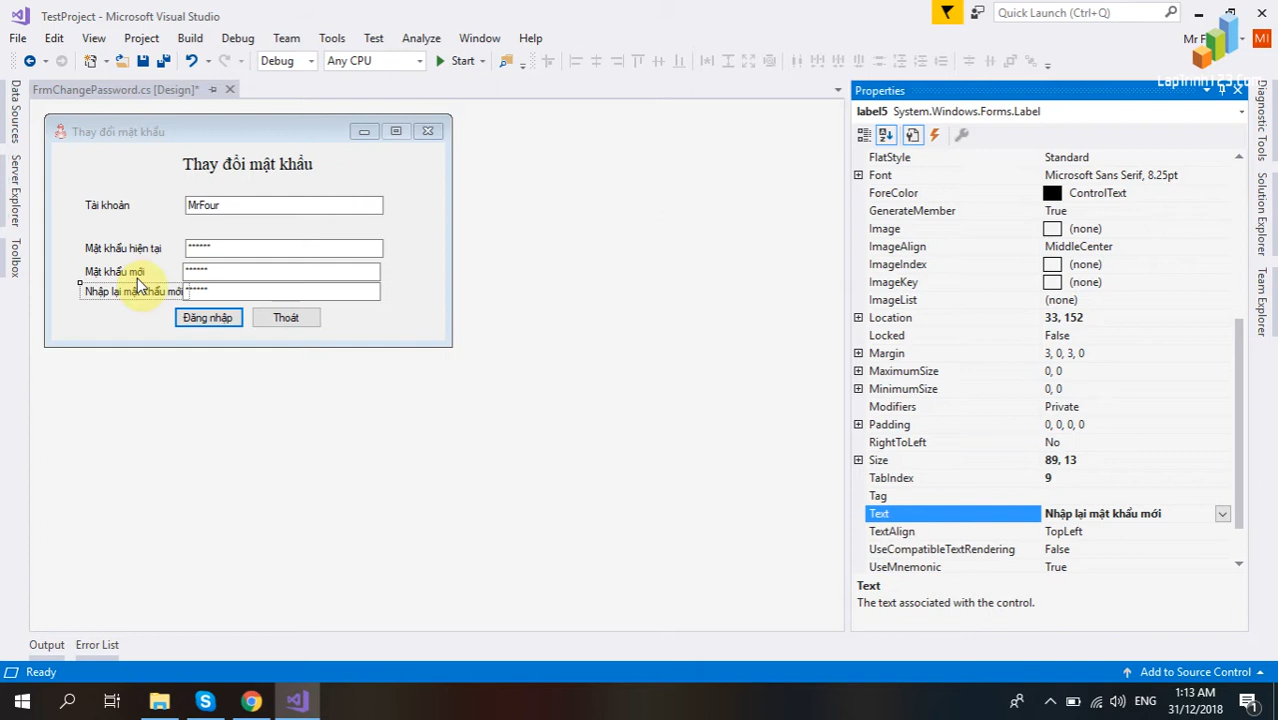 TestProject - Microsoft Visual Studio
Quick Launch (Ctrl+Q)
File Edit View Project Build Debug Team Tools Test Analyze Window Help
MI
Debug Any CPU Start
FrmChangePassword.cs [Design]*
Properties
label5 System.Windows.Forms.Label
Data Sources
Server Explorer
Toolbox
Diagnostic Tools
Solution Explorer
Team Explorer
Thay đổi mật khẩu
Thay đổi mật khẩu
Tài khoản MrFour
Mật khẩu hiện tại ******
Mật khẩu mới ******
Nhập lại mật khẩu mới ******
Đăng nhập Thoát
FlatStyle Standard
Font Microsoft Sans Serif, 8.25pt
ForeColor ControlText
GenerateMember True
Image (none)
ImageAlign MiddleCenter
ImageIndex (none)
ImageKey (none)
ImageList (none)
Location 33, 152
Locked False
Margin 3, 0, 3, 0
MaximumSize 0, 0
MinimumSize 0, 0
Modifiers Private
Padding 0, 0, 0, 0
RightToLeft No
Size 89, 13
TabIndex 9
Tag
Text Nhập lại mật khẩu mới
TextAlign TopLeft
UseCompatibleTextRendering False
UseMnemonic True
Text
The text associated with the control.
Output Error List
Ready
Add to Source Control
ENG
1:13 AM
31/12/2018
1